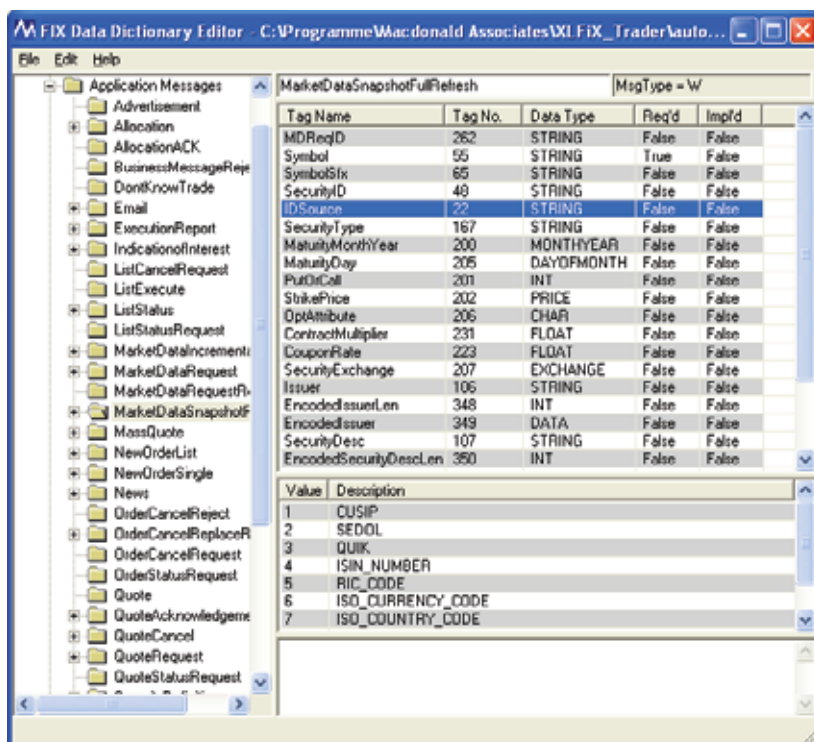 FIX Data Dictionary Editor - C:\Programme\Macdonald Associates\XLFiX_Trader\auto...
File Edit Help
Application Messages
Advertisement
Allocation
AllocationACK
BusinessMessageReje
DontKnowTrade
Email
ExecutionReport
IndicationofInterest
ListCancelRequest
ListExecute
ListStatus
ListStatusRequest
MarketDataIncrementa
MarketDataRequest
MarketDataRequestR
MarketDataSnapshotF
MassQuote
NewOrderList
NewOrderSingle
News
OrderCancelReject
OrderCancelReplaceR
OrderCancelRequest
OrderStatusRequest
Quote
QuoteAcknowledgeme
QuoteCancel
QuoteRequest
QuoteStatusRequest
MarketDataSnapshotFullRefresh MsgType = W
Tag Name Tag No. Data Type Req'd Impl'd
MDReqID 262 STRING False False
Symbol 55 STRING True False
SymbolSfx 65 STRING False False
SecurityID 48 STRING False False
IDSource 22 STRING False False
SecurityType 167 STRING False False
MaturityMonthYear 200 MONTHYEAR False False
MaturityDay 205 DAYOFMONTH False False
PutOrCall 201 INT False False
StrikePrice 202 PRICE False False
OptAttribute 206 CHAR False False
ContractMultiplier 231 FLOAT False False
CouponRate 223 FLOAT False False
SecurityExchange 207 EXCHANGE False False
Issuer 106 STRING False False
EncodedIssuerLen 348 INT False False
EncodedIssuer 349 DATA False False
SecurityDesc 107 STRING False False
EncodedSecurityDescLen 350 INT False False
Value Description
1 CUSIP
2 SEDOL
3 QUIK
4 ISIN_NUMBER
5 RIC_CODE
6 ISO_CURRENCY_CODE
7 ISO_COUNTRY_CODE